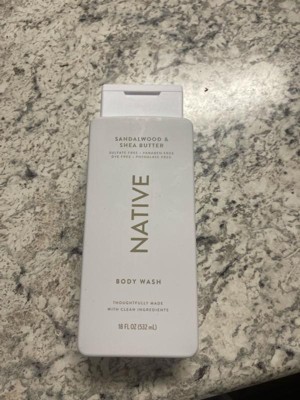 SANDALWOOD &
SHEA BUTTER
SULFATE FREE • PARABEN FREE
DYE FREE • PHTHALATE FREE
NATIVE
BODY WASH
THOUGHTFULLY MADE
WITH CLEAN INGREDIENTS
18 FL OZ (532 mL)